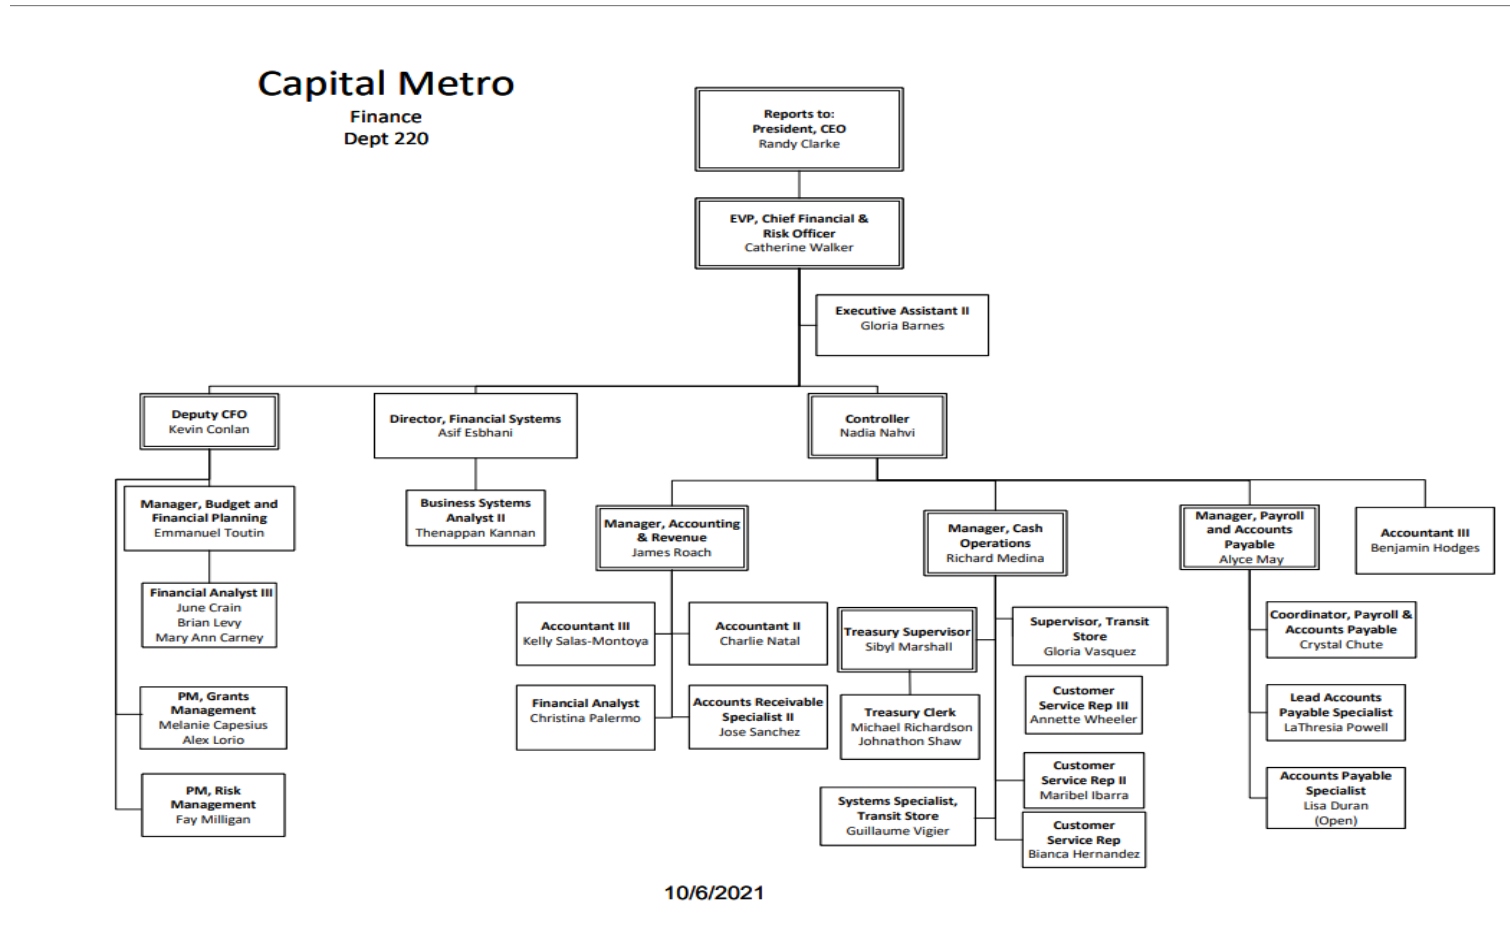 Capital Metro
Finance
Dept 220
Reports to:
President, CEO
Randy Clarke
EVP, Chief Financial &
Risk Officer
Catherine Walker
Executive Assistant II
Gloria Barnes
Deputy CFO
Kevin Conlan
Director, Financial Systems
Asif Esbhani
Controller
Nadia Nahvi
Manager, Budget and
Financial Planning
Emmanuel Toutin
Business Systems
Analyst II
Thenappan Kannan
Manager, Accounting
& Revenue
James Roach
Manager, Cash
Operations
Richard Medina
Manager, Payroll
and Accounts
Payable
Alyce May
Accountant III
Benjamin Hodges
Financial Analyst III
June Crain
Brian Levy
Mary Ann Carney
Accountant III
Kelly Salas-Montoya
Accountant II
Charlie Natal
Treasury Supervisor
Sibyl Marshall
Supervisor, Transit
Store
Gloria Vasquez
Coordinator, Payroll &
Accounts Payable
Crystal Chute
PM, Grants
Management
Melanie Capesius
Alex Lorio
Financial Analyst
Christina Palermo
Accounts Receivable
Specialist II
Jose Sanchez
Treasury Clerk
Michael Richardson
Johnathon Shaw
Customer
Service Rep III
Annette Wheeler
Lead Accounts
Payable Specialist
LaThresia Powell
PM, Risk
Management
Fay Milligan
Systems Specialist,
Transit Store
Guillaume Vigier
Customer
Service Rep II
Maribel Ibarra
Accounts Payable
Specialist
Lisa Duran
(Open)
Customer
Service Rep
Bianca Hernandez
10/6/2021